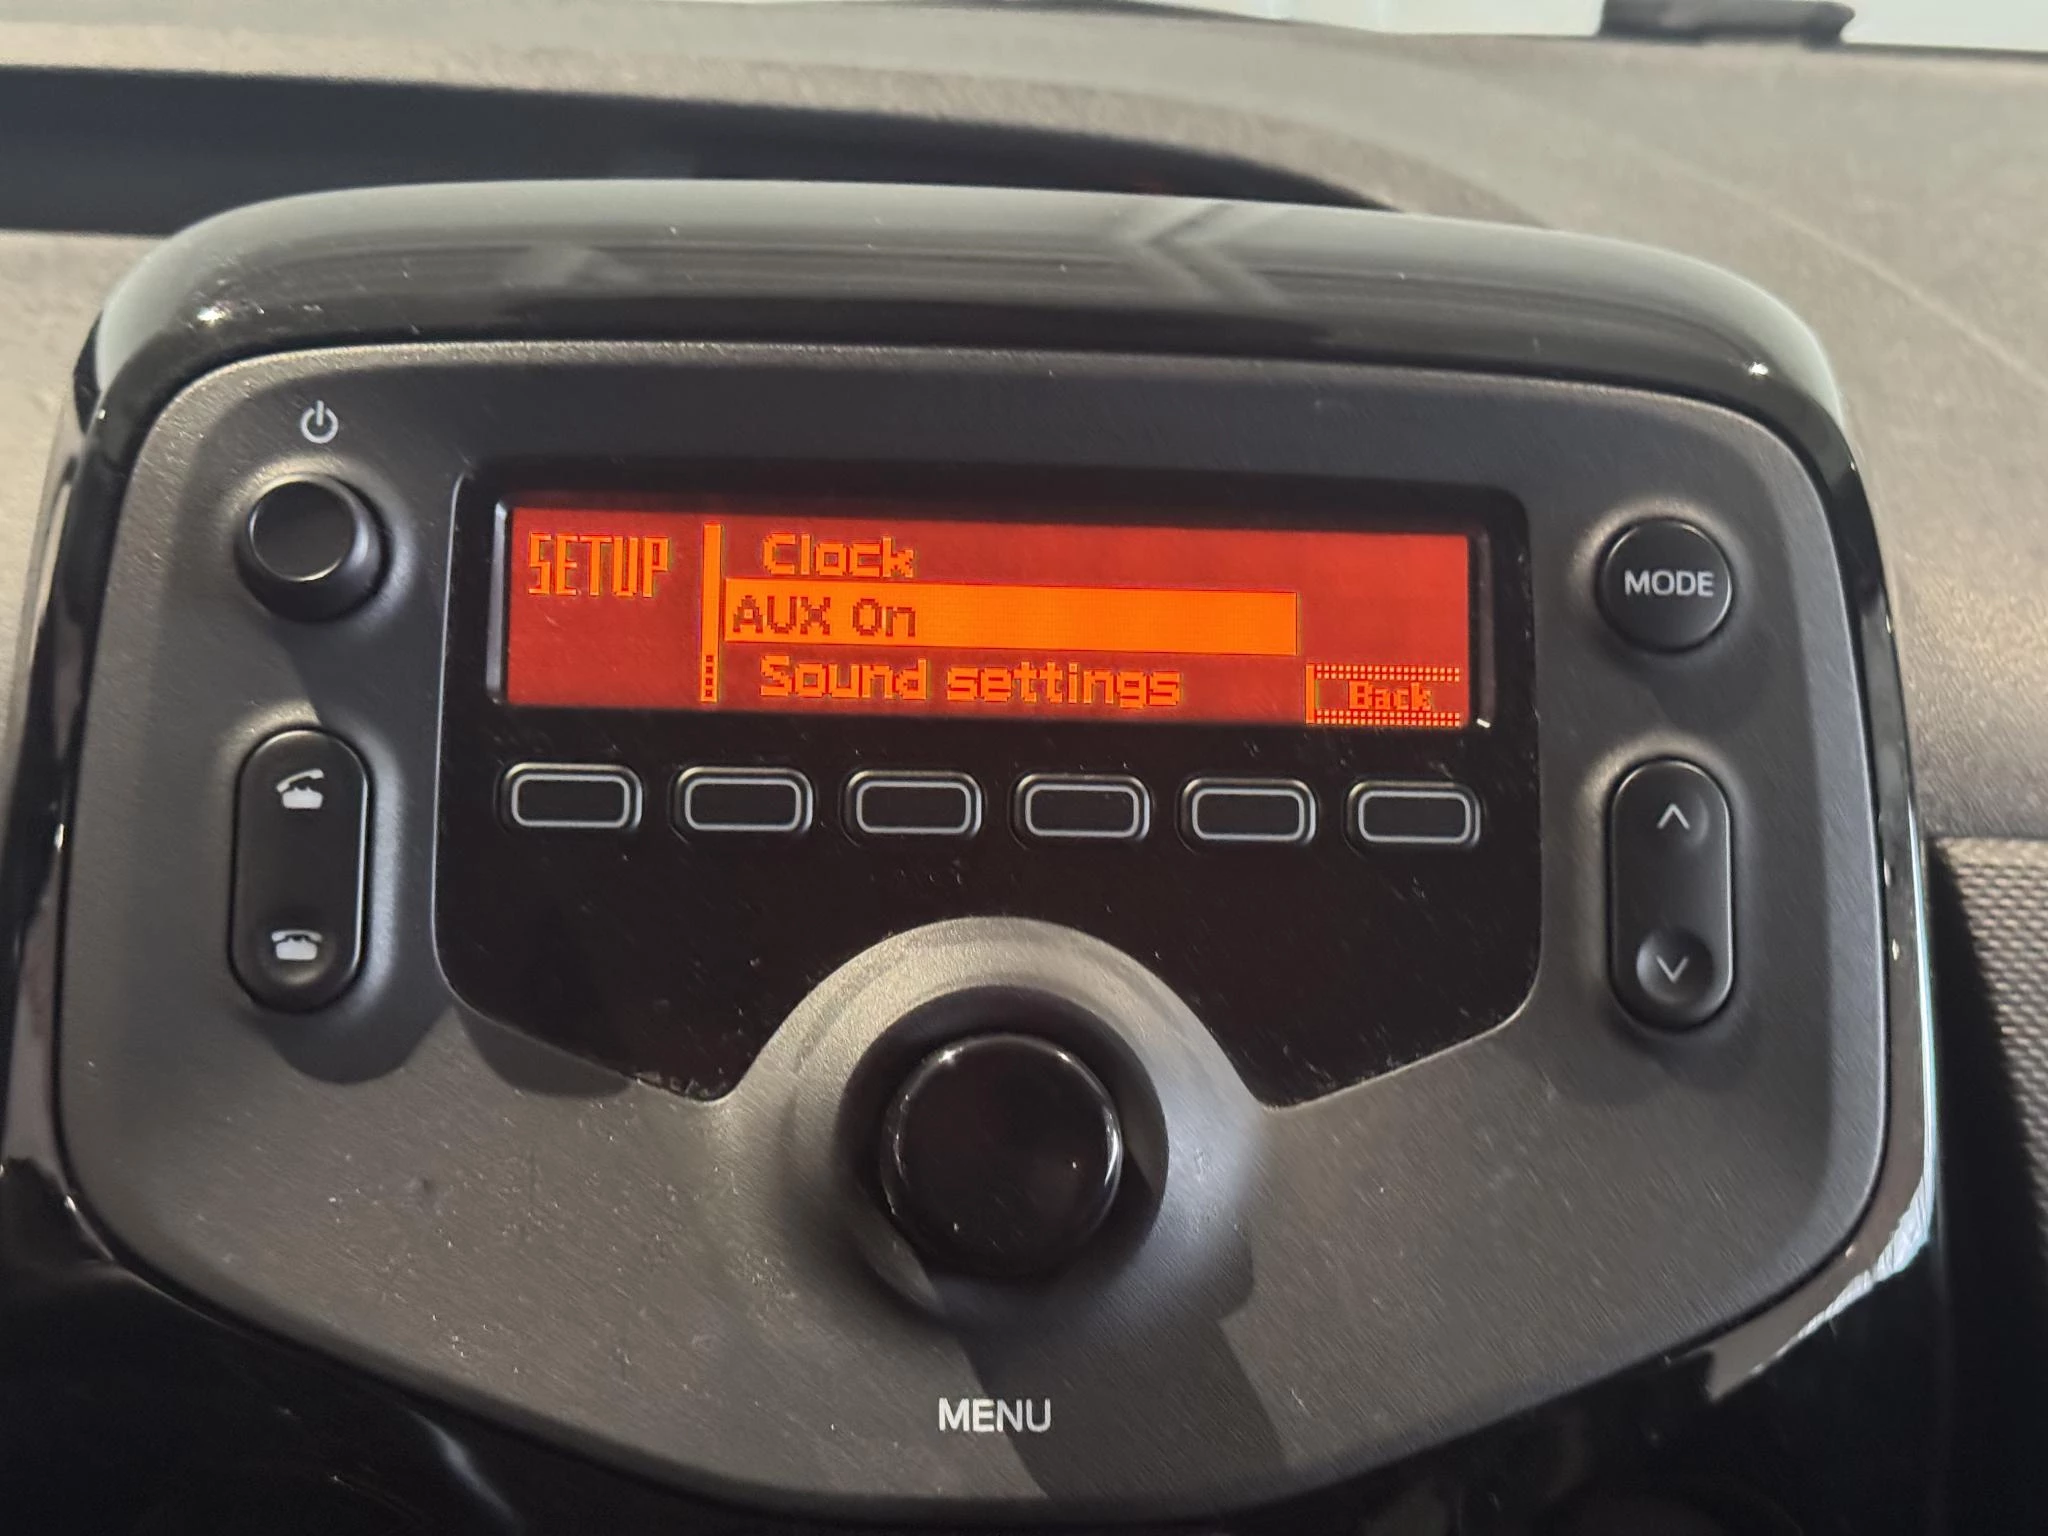 SETUP
Clock
AUX On
Sound settings
Back
MODE
MENU